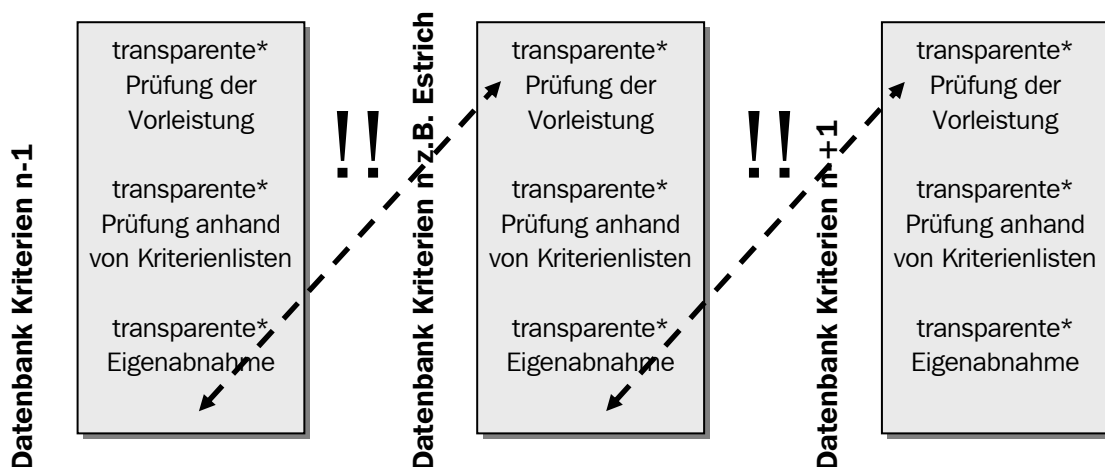 Datenbank Kriterien n-1
transparente*
Prüfung der
Vorleistung
transparente*
Prüfung anhand
von Kriterienlisten
transparente*
Eigenabnahme
!!
Datenbank Kriterien n z.B. Estrich
transparente*
Prüfung der
Vorleistung
transparente*
Prüfung anhand
von Kriterienlisten
transparente*
Eigenabnahme
!!
Datenbank Kriterien n +1
transparente*
Prüfung der
Vorleistung
transparente*
Prüfung anhand
von Kriterienlisten
transparente*
Eigenabnahme